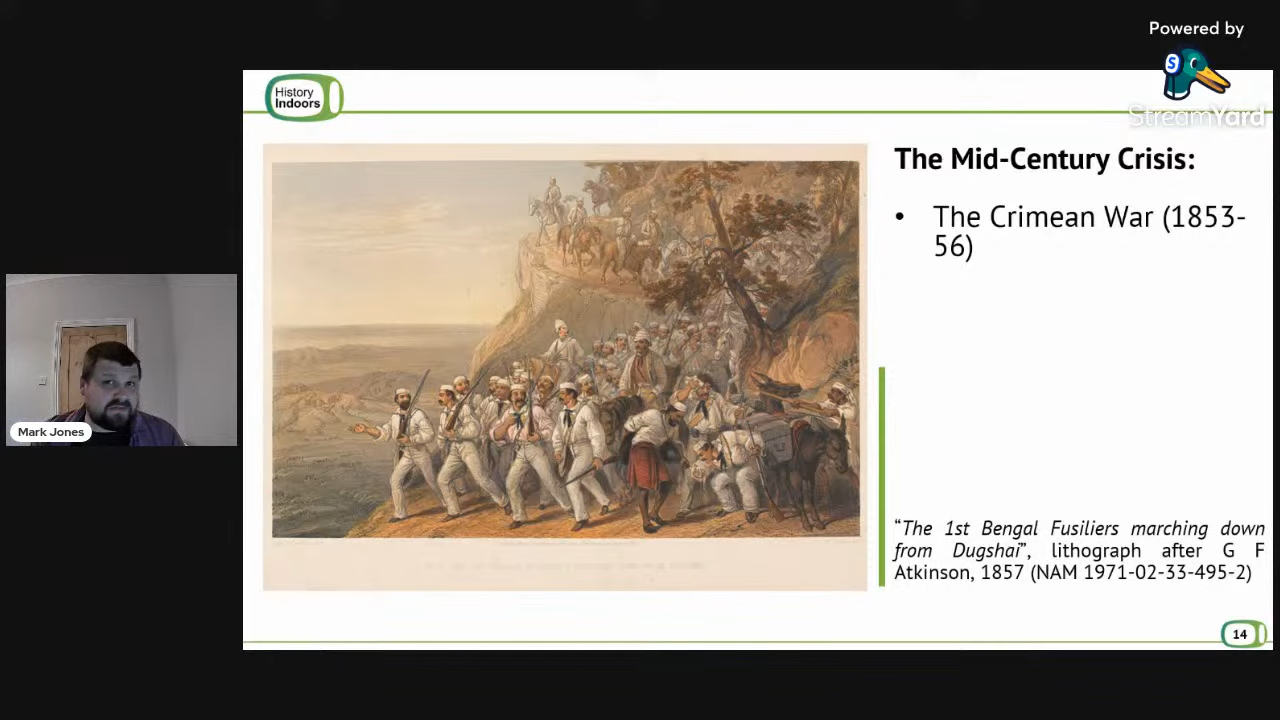 Powered by
S
StreamYard
History
Indoors
The Mid-Century Crisis:
• The Crimean War (1853-
56)
Mark Jones
“The 1st Bengal Fusiliers marching down
from Dugshai”, lithograph after G F
Atkinson, 1857 (NAM 1971-02-33-495-2)
14